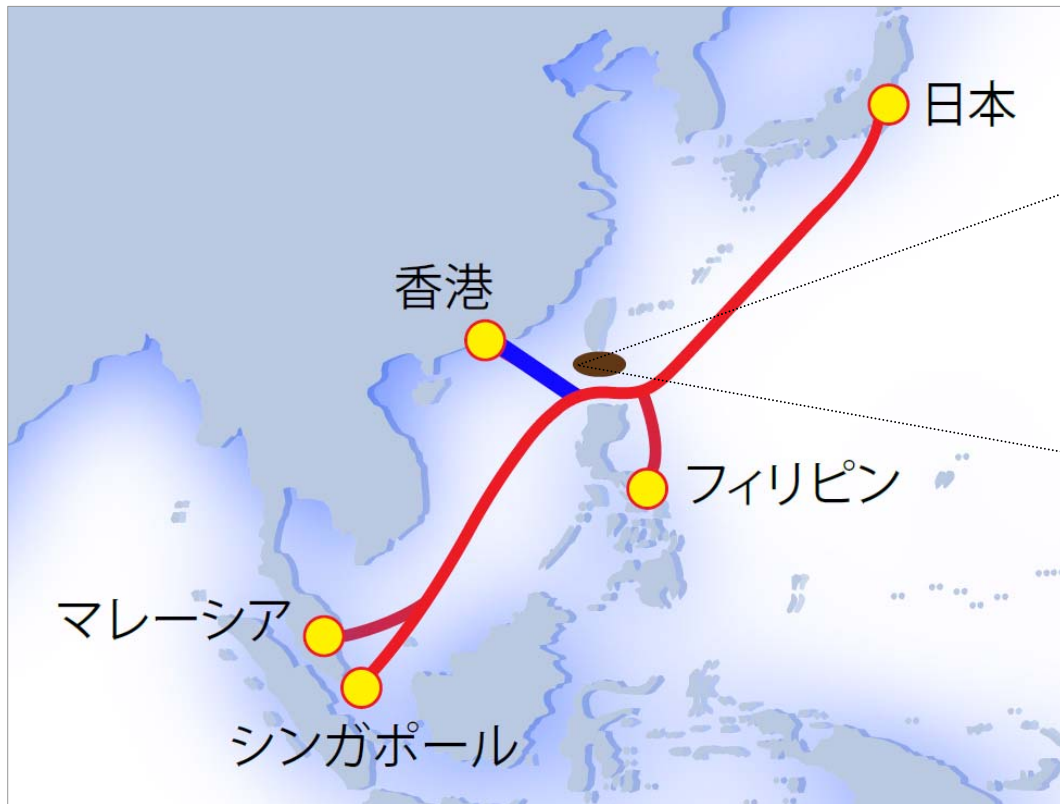 日本
香港
フィリピン
マレーシア
シンガポール